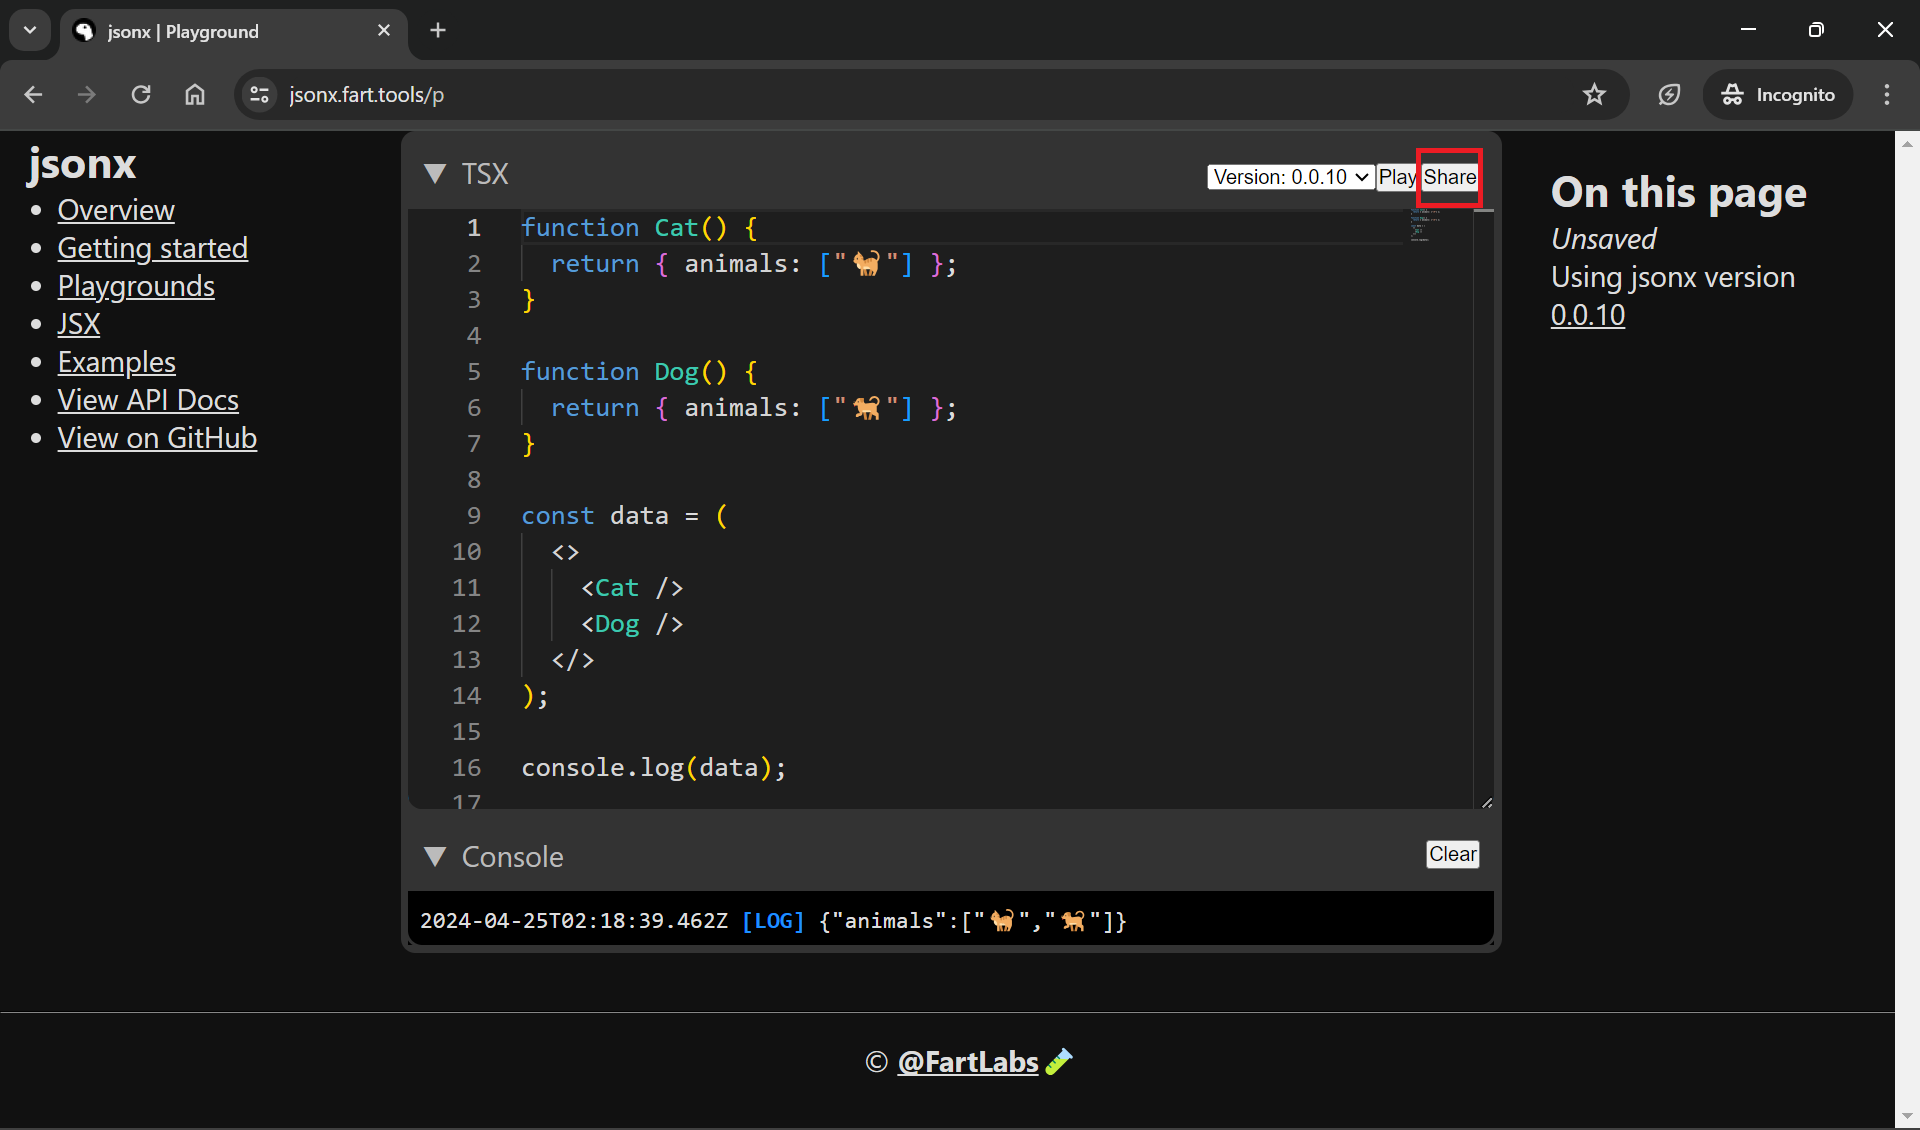 jsonx | Playground
jsonx.fart.tools/p
Incognito
jsonx
Overview
Getting started
Playgrounds
JSX
Examples
View API Docs
View on GitHub
TSX
Version: 0.0.10
Play
Share
1 function Cat() {
2 return { animals: ["🐈"] };
3 }
4
5 function Dog() {
6 return { animals: ["🐕"] };
7 }
8
9 const data = (
10 <>
11 <Cat />
12 <Dog />
13 </>
14 );
15
16 console.log(data);
17
Console
Clear
2024-04-25T02:18:39.462Z [LOG] {"animals":["🐈","🐕"]}
On this page
Unsaved
Using jsonx version
0.0.10
© @FartLabs🧪